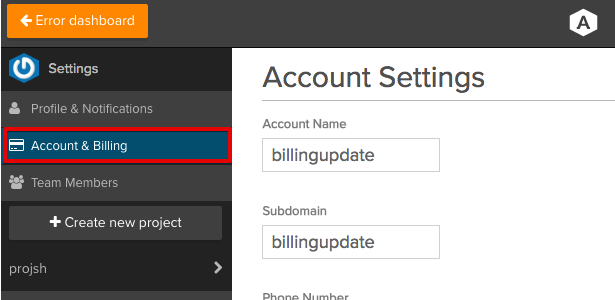 Error dashboard
A
Settings
Profile & Notifications
Account & Billing
Team Members
+ Create new project
projsh
Account Settings
Account Name
billingupdate
Subdomain
billingupdate
Phone Number